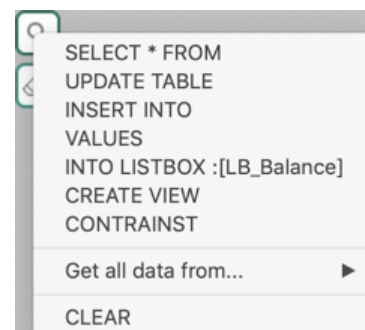 SELECT * FROM
UPDATE TABLE
INSERT INTO
VALUES
INTO LISTBOX :[LB_Balance]
CREATE VIEW
CONTRAINST
Get all data from...
CLEAR